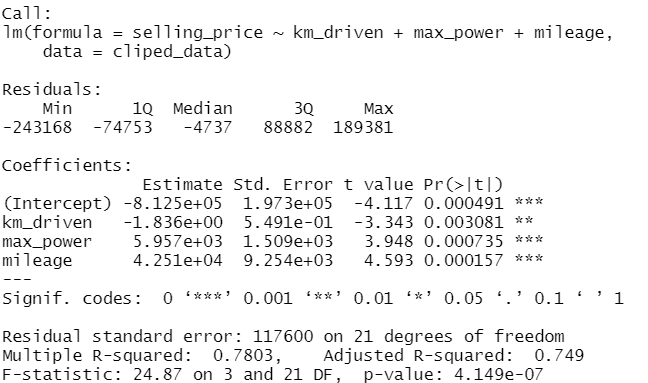 Call:
lm(formula = selling_price ~ km_driven + max_power + mileage,
    data = cliped_data)

Residuals:
    Min      1Q  Median      3Q     Max
-243168  -74753   -4737   88882  189381

Coefficients:
              Estimate Std. Error t value Pr(>|t|)
(Intercept) -8.125e+05  1.973e+05  -4.117 0.000491 ***
km_driven   -1.836e+00  5.491e-01  -3.343 0.003081 **
max_power    5.957e+03  1.509e+03   3.948 0.000735 ***
mileage      4.251e+04  9.254e+03   4.593 0.000157 ***
---
Signif. codes:  0 ‘***’ 0.001 ‘**’ 0.01 ‘*’ 0.05 ‘.’ 0.1 ‘ ’ 1

Residual standard error: 117600 on 21 degrees of freedom
Multiple R-squared:  0.7803,    Adjusted R-squared:  0.749
F-statistic: 24.87 on 3 and 21 DF,  p-value: 4.149e-07